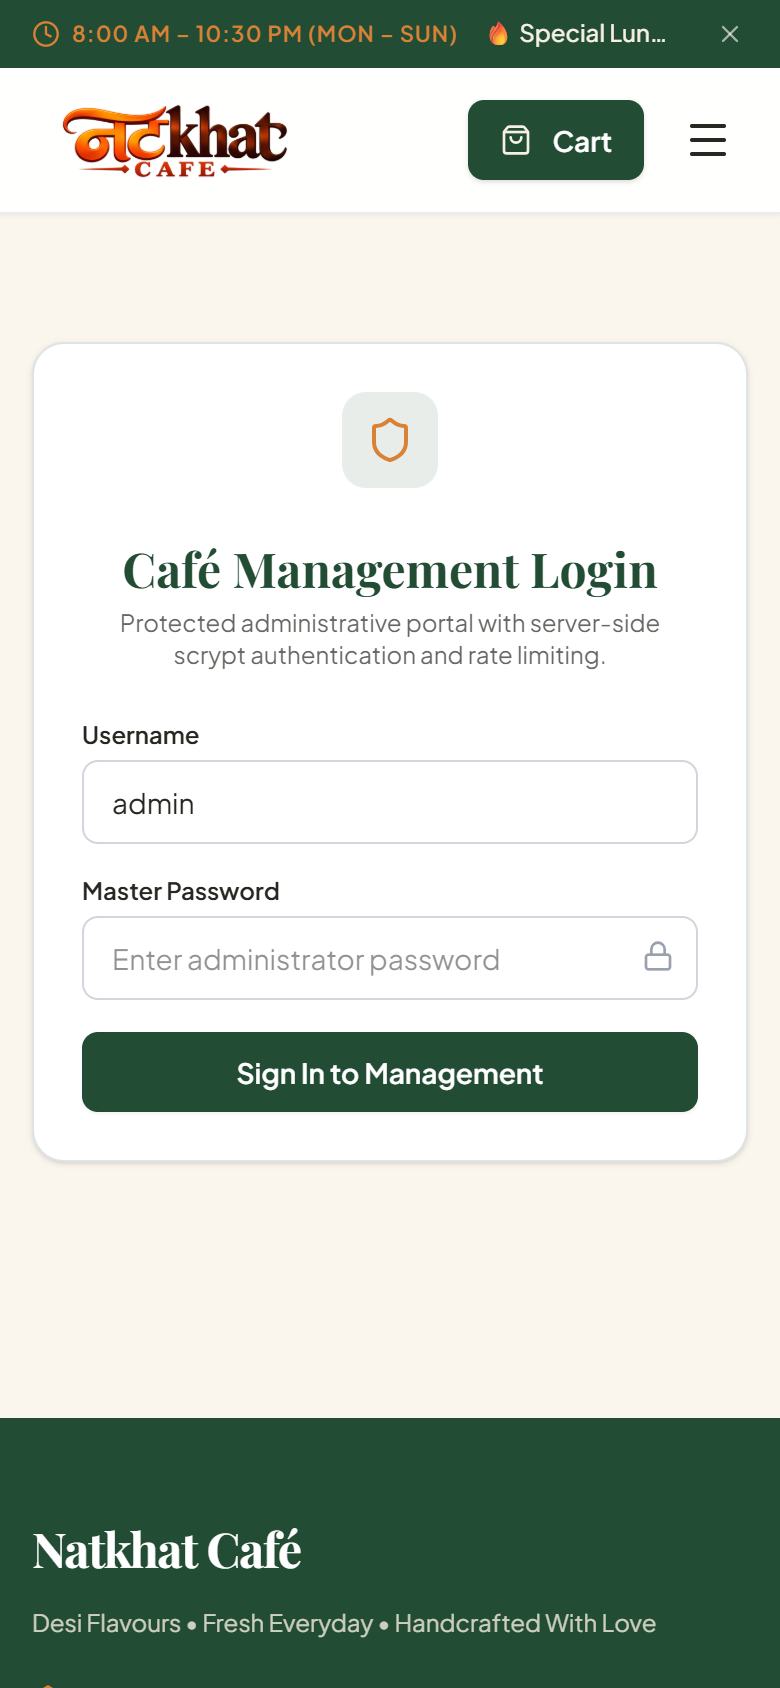 8:00 AM – 10:30 PM (MON – SUN) 🔥 Special Lun...
नटkhat
CAFE
Cart
Café Management Login
Protected administrative portal with server-side
scrypt authentication and rate limiting.
Username
admin
Master Password
Enter administrator password
Sign In to Management
Natkhat Café
Desi Flavours • Fresh Everyday • Handcrafted With Love